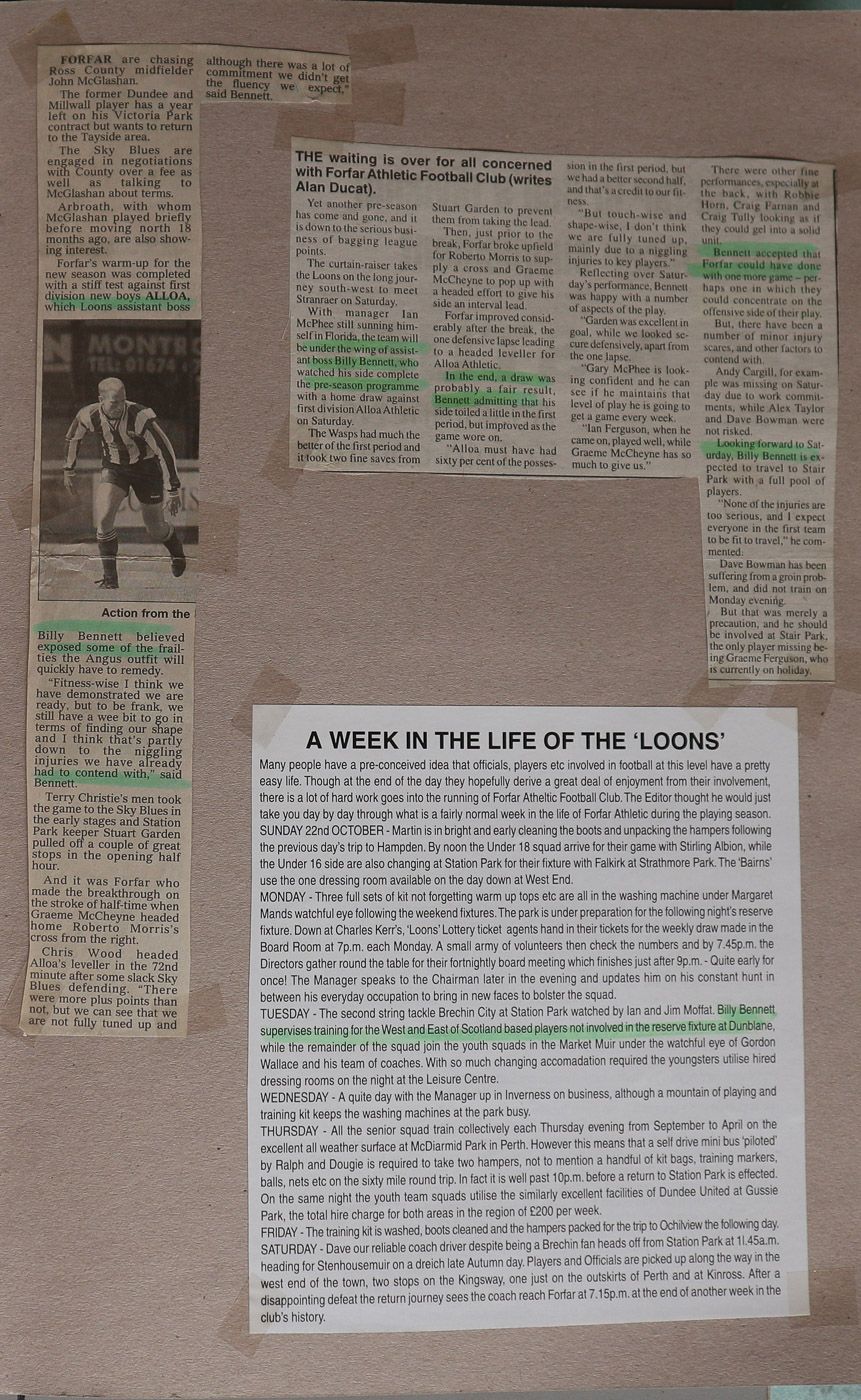 FORFAR are chasing
Ross County midfielder
John McGlashan.
The former Dundee and
Millwall player has a year
left on his Victoria Park
contract but wants to return
to the Tayside area.
The Sky Blues are
engaged in negotiations
with County over a fee as
well as talking to
McGlashan about terms.
Arbroath, with whom
McGlashan played briefly
before moving north 18
months ago, are also show-
ing interest.
Forfar's warm-up for the
new season was completed
with a stiff test against first
division new boys ALLOA,
which Loons assistant boss
MONT
: 01674
Action from the
Billy Bennett believed
exposed some of the frail-
ties the Angus outfit will
quickly have to remedy.
"Fitness-wise I think we
have demonstrated we are
ready, but to be frank, we
still have a wee bit to go in
terms of finding our shape
and I think that's partly
down to the niggling
injuries we have already
had to contend with," said
Bennett.
Terry Christie's men took
the game to the Sky Blues in
the early stages and Station
Park keeper Stuart Garden
pulled off a couple of great
stops in the opening half
hour.
And it was Forfar who
made the breakthrough on
the stroke of half-time when
Graeme McCheyne headed
home Roberto Morris's
cross from the right.
Chris Wood headed
Alloa's leveller in the 72nd
minute after some slack Sky
Blues defending. "There
were more plus points than
not, but we can see that we
are not fully tuned up and
although there was a lot of
commitment we didn't get
the fluency we expect,"
said Bennett.
THE waiting is over for all concerned
with Forfar Athletic Football Club (writes
Alan Ducat).
Yet another pre-season
has come and gone, and it
is down to the serious busi-
ness of bagging league
points.
The curtain-raiser takes
the Loons on the long jour-
ney south-west to meet
Stranraer on Saturday.
With manager Ian
McPhee still sunning him-
self in Florida, the team will
be under the wing of assist-
ant boss Billy Bennett, who
watched his side complete
the pre-season programme
with a home draw against
first division Alloa Athletic
on Saturday.
The Wasps had much the
better of the first period and
it took two fine saves from
Stuart Garden to prevent
them from taking the lead.
Then, just prior to the
break, Forfar broke upfield
for Roberto Morris to sup-
ply a cross and Graeme
McCheyne to pop up with
a headed effort to give his
side an interval lead.
Forfar improved consid-
erably after the break, the
one defensive lapse leading
to a headed leveller for
Alloa Athletic.
In the end, a draw was
probably a fair result,
Bennett admitting that his
side toiled a little in the first
period, but improved as the
game wore on.
"Alloa must have had
sixty per cent of the posses-
sion in the first period, but
we had a better second half,
and that's a credit to our fit-
ness.
"But touch-wise and
shape-wise, I don't think
we are fully tuned up,
mainly due to a niggling
injuries to key players."
Reflecting over Satur-
day's performance, Bennett
was happy with a number
of aspects of the play.
"Garden was excellent in
goal, while we looked se-
cure defensively, apart from
the one lapse.
"Gary McPhee is look-
ing confident and he can
see if he maintains that
level of play he is going to
get a game every week.
"Ian Ferguson, when he
came on, played well, while
Graeme McCheyne has so
much to give us."
There were other fine
performances, especially at
the back, with Robbie
Horn, Craig Farnan and
Craig Tully looking as if
they could gel into a solid
unit.
Bennett accepted that
Forfar could have done
with one more game – per-
haps one in which they
could concentrate on the
offensive side of their play.
But, there have been a
number of minor injury
scares, and other factors to
contend with.
Andy Cargill, for exam-
ple was missing on Satur-
day due to work commit-
ments, while Alex Taylor
and Dave Bowman were
not risked.
Looking forward to Sat-
urday, Billy Bennett is ex-
pected to travel to Stair
Park with a full pool of
players.
"None of the injuries are
too serious, and I expect
everyone in the first team
to be fit to travel," he com-
mented.
Dave Bowman has been
suffering from a groin prob-
lem, and did not train on
Monday evening.
But that was merely a
precaution, and he should
be involved at Stair Park,
the only player missing be-
ing Graeme Ferguson, who
is currently on holiday.
A WEEK IN THE LIFE OF THE 'LOONS'
Many people have a pre-conceived idea that officials, players etc involved in football at this level have a pretty
easy life. Though at the end of the day they hopefully derive a great deal of enjoyment from their involvement,
there is a lot of hard work goes into the running of Forfar Atheltic Football Club. The Editor thought he would just
take you day by day through what is a fairly normal week in the life of Forfar Athletic during the playing season.
SUNDAY 22nd OCTOBER - Martin is in bright and early cleaning the boots and unpacking the hampers following
the previous day's trip to Hampden. By noon the Under 18 squad arrive for their game with Stirling Albion, while
the Under 16 side are also changing at Station Park for their fixture with Falkirk at Strathmore Park. The 'Bairns'
use the one dressing room available on the day down at West End.
MONDAY - Three full sets of kit not forgetting warm up tops etc are all in the washing machine under Margaret
Mands watchful eye following the weekend fixtures. The park is under preparation for the following night's reserve
fixture. Down at Charles Kerr's, 'Loons' Lottery ticket agents hand in their tickets for the weekly draw made in the
Board Room at 7p.m. each Monday. A small army of volunteers then check the numbers and by 7.45p.m. the
Directors gather round the table for their fortnightly board meeting which finishes just after 9p.m. - Quite early for
once! The Manager speaks to the Chairman later in the evening and updates him on his constant hunt in
between his everyday occupation to bring in new faces to bolster the squad.
TUESDAY - The second string tackle Brechin City at Station Park watched by Ian and Jim Moffat. Billy Bennett
supervises training for the West and East of Scotland based players not involved in the reserve fixture at Dunblane,
while the remainder of the squad join the youth squads in the Market Muir under the watchful eye of Gordon
Wallace and his team of coaches. With so much changing accomadation required the youngsters utilise hired
dressing rooms on the night at the Leisure Centre.
WEDNESDAY - A quite day with the Manager up in Inverness on business, although a mountain of playing and
training kit keeps the washing machines at the park busy.
THURSDAY - All the senior squad train collectively each Thursday evening from September to April on the
excellent all weather surface at McDiarmid Park in Perth. However this means that a self drive mini bus 'piloted'
by Ralph and Dougie is required to take two hampers, not to mention a handful of kit bags, training markers,
balls, nets etc on the sixty mile round trip. In fact it is well past 10p.m. before a return to Station Park is effected.
On the same night the youth team squads utilise the similarly excellent facilities of Dundee United at Gussie
Park, the total hire charge for both areas in the region of £200 per week.
FRIDAY - The training kit is washed, boots cleaned and the hampers packed for the trip to Ochilview the following day.
SATURDAY - Dave our reliable coach driver despite being a Brechin fan heads off from Station Park at 11.45a.m.
heading for Stenhousemuir on a dreich late Autumn day. Players and Officials are picked up along the way in the
west end of the town, two stops on the Kingsway, one just on the outskirts of Perth and at Kinross. After a
disappointing defeat the return journey sees the coach reach Forfar at 7.15p.m. at the end of another week in the
club's history.